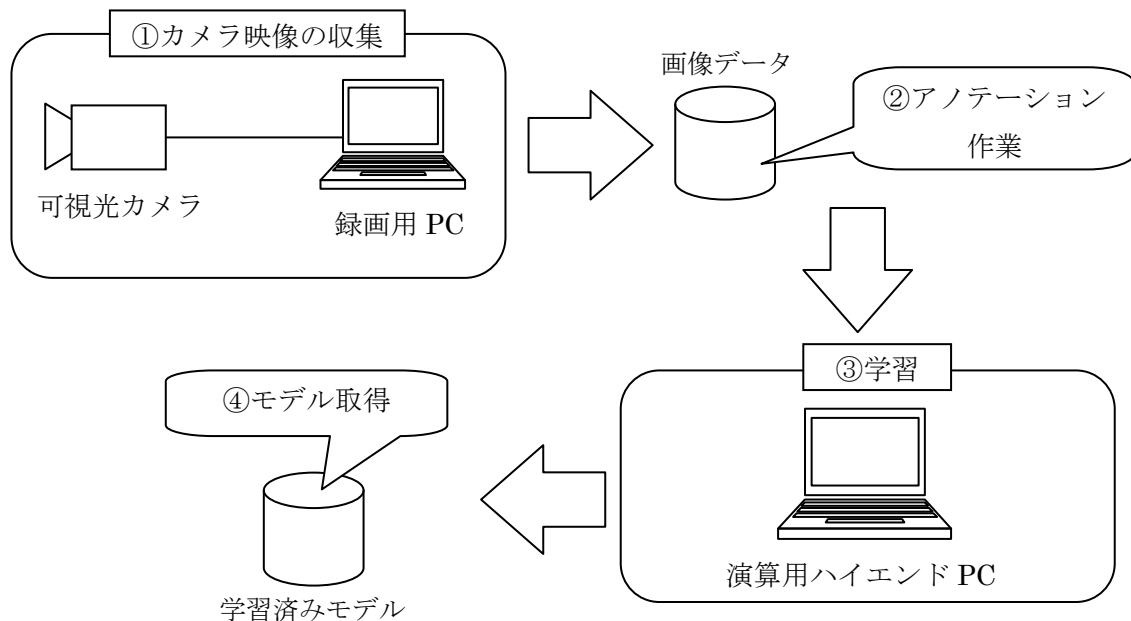 ①カメラ映像の収集
可視光カメラ
録画用 PC
画像データ
②アノテーション
作業
③学習
演算用ハイエンド PC
④モデル取得
学習済みモデル